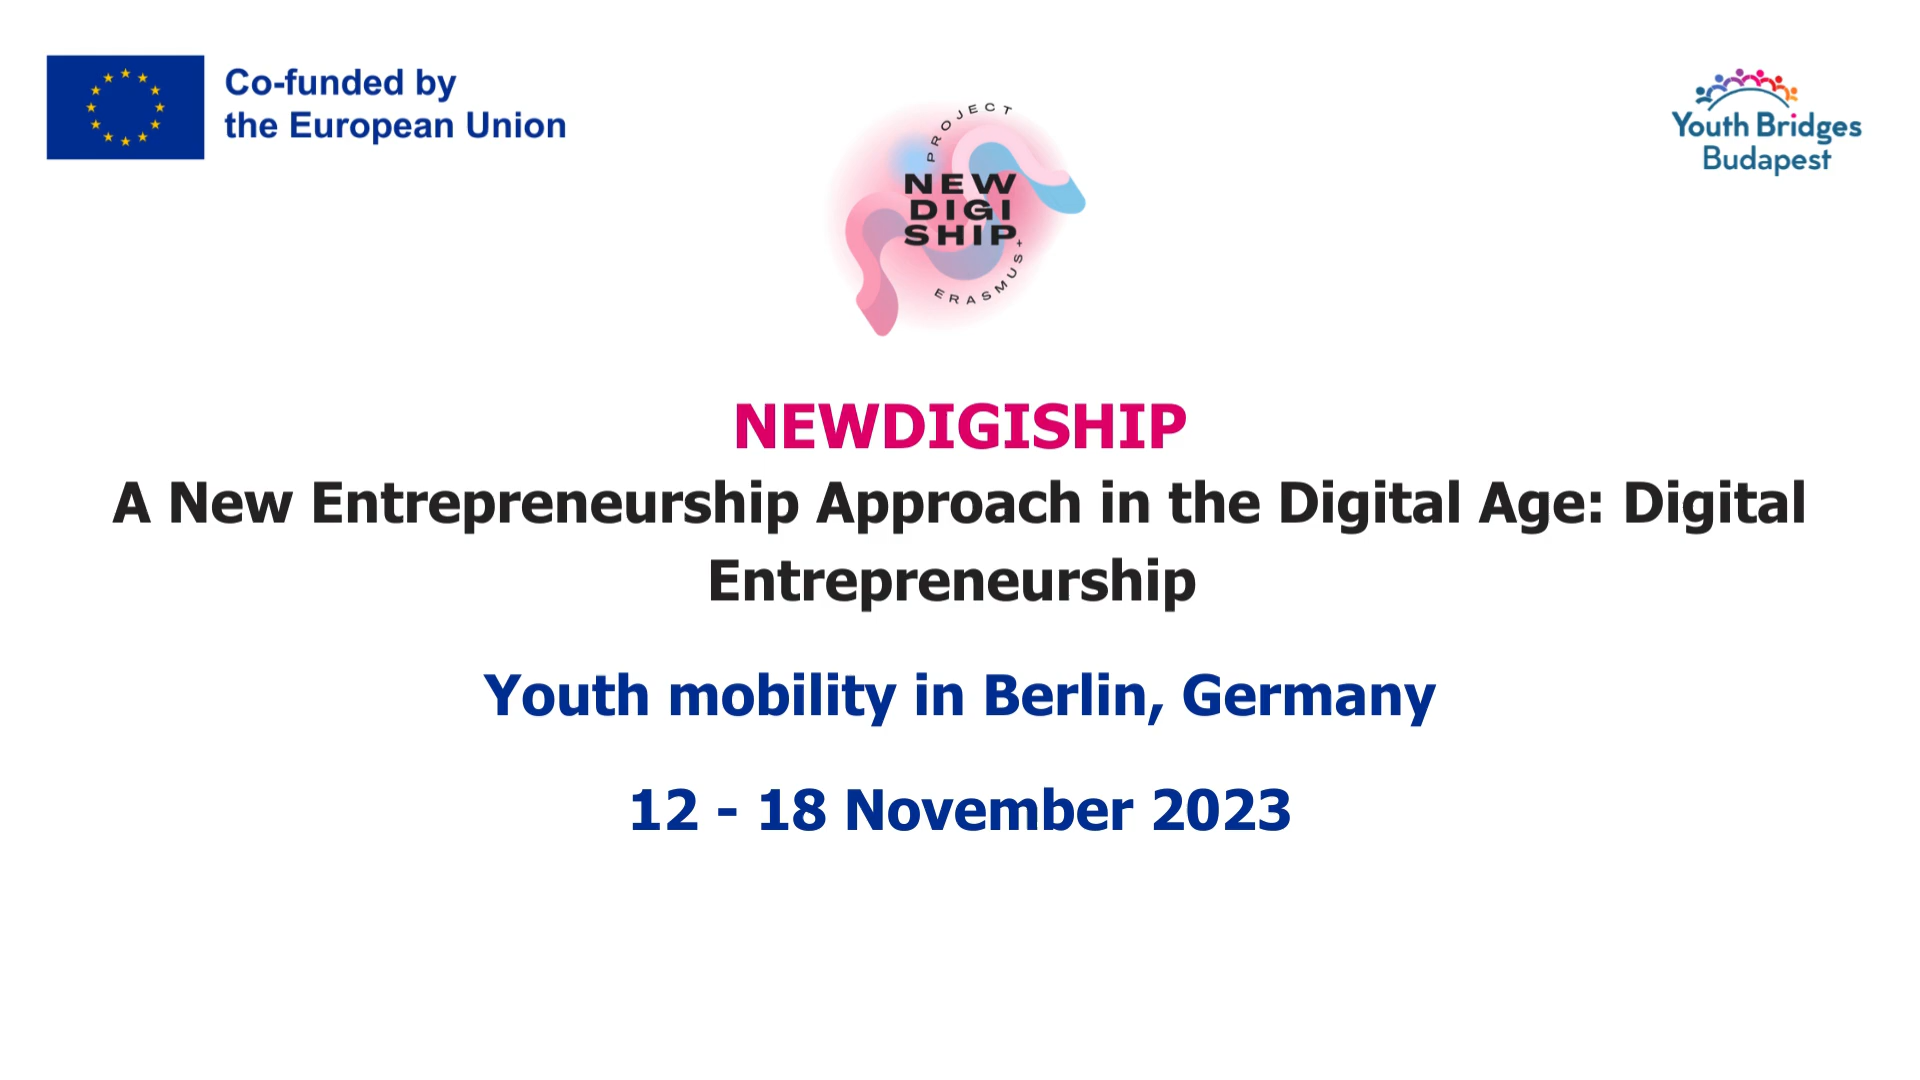 Co-funded by
the European Union
PROJECT
NEW
DIGI
SHIP
ERASMUS+
Youth Bridges
Budapest
NEWDIGISHIP
A New Entrepreneurship Approach in the Digital Age: Digital
Entrepreneurship
Youth mobility in Berlin, Germany
12 - 18 November 2023